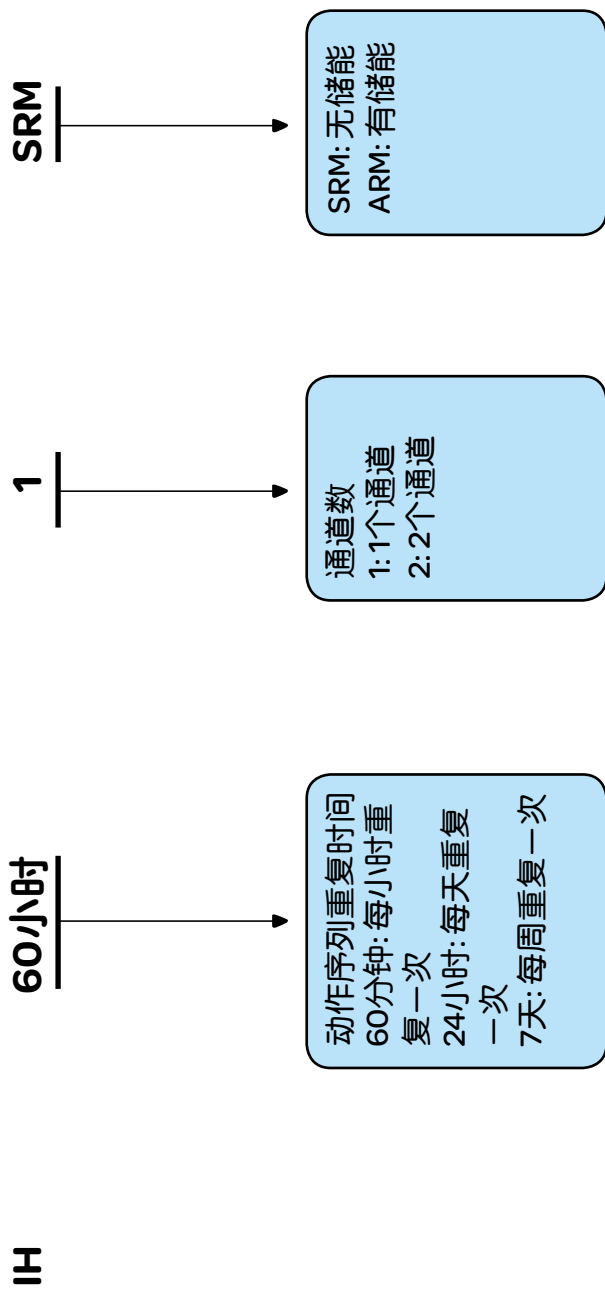 IH
60小时
1
SRM
动作序列重复时间
60分钟: 每小时重
复一次
24小时: 每天重复
一次
7天: 每周重复一次
通道数
1: 1个通道
2: 2个通道
SRM: 无储能
ARM: 有储能